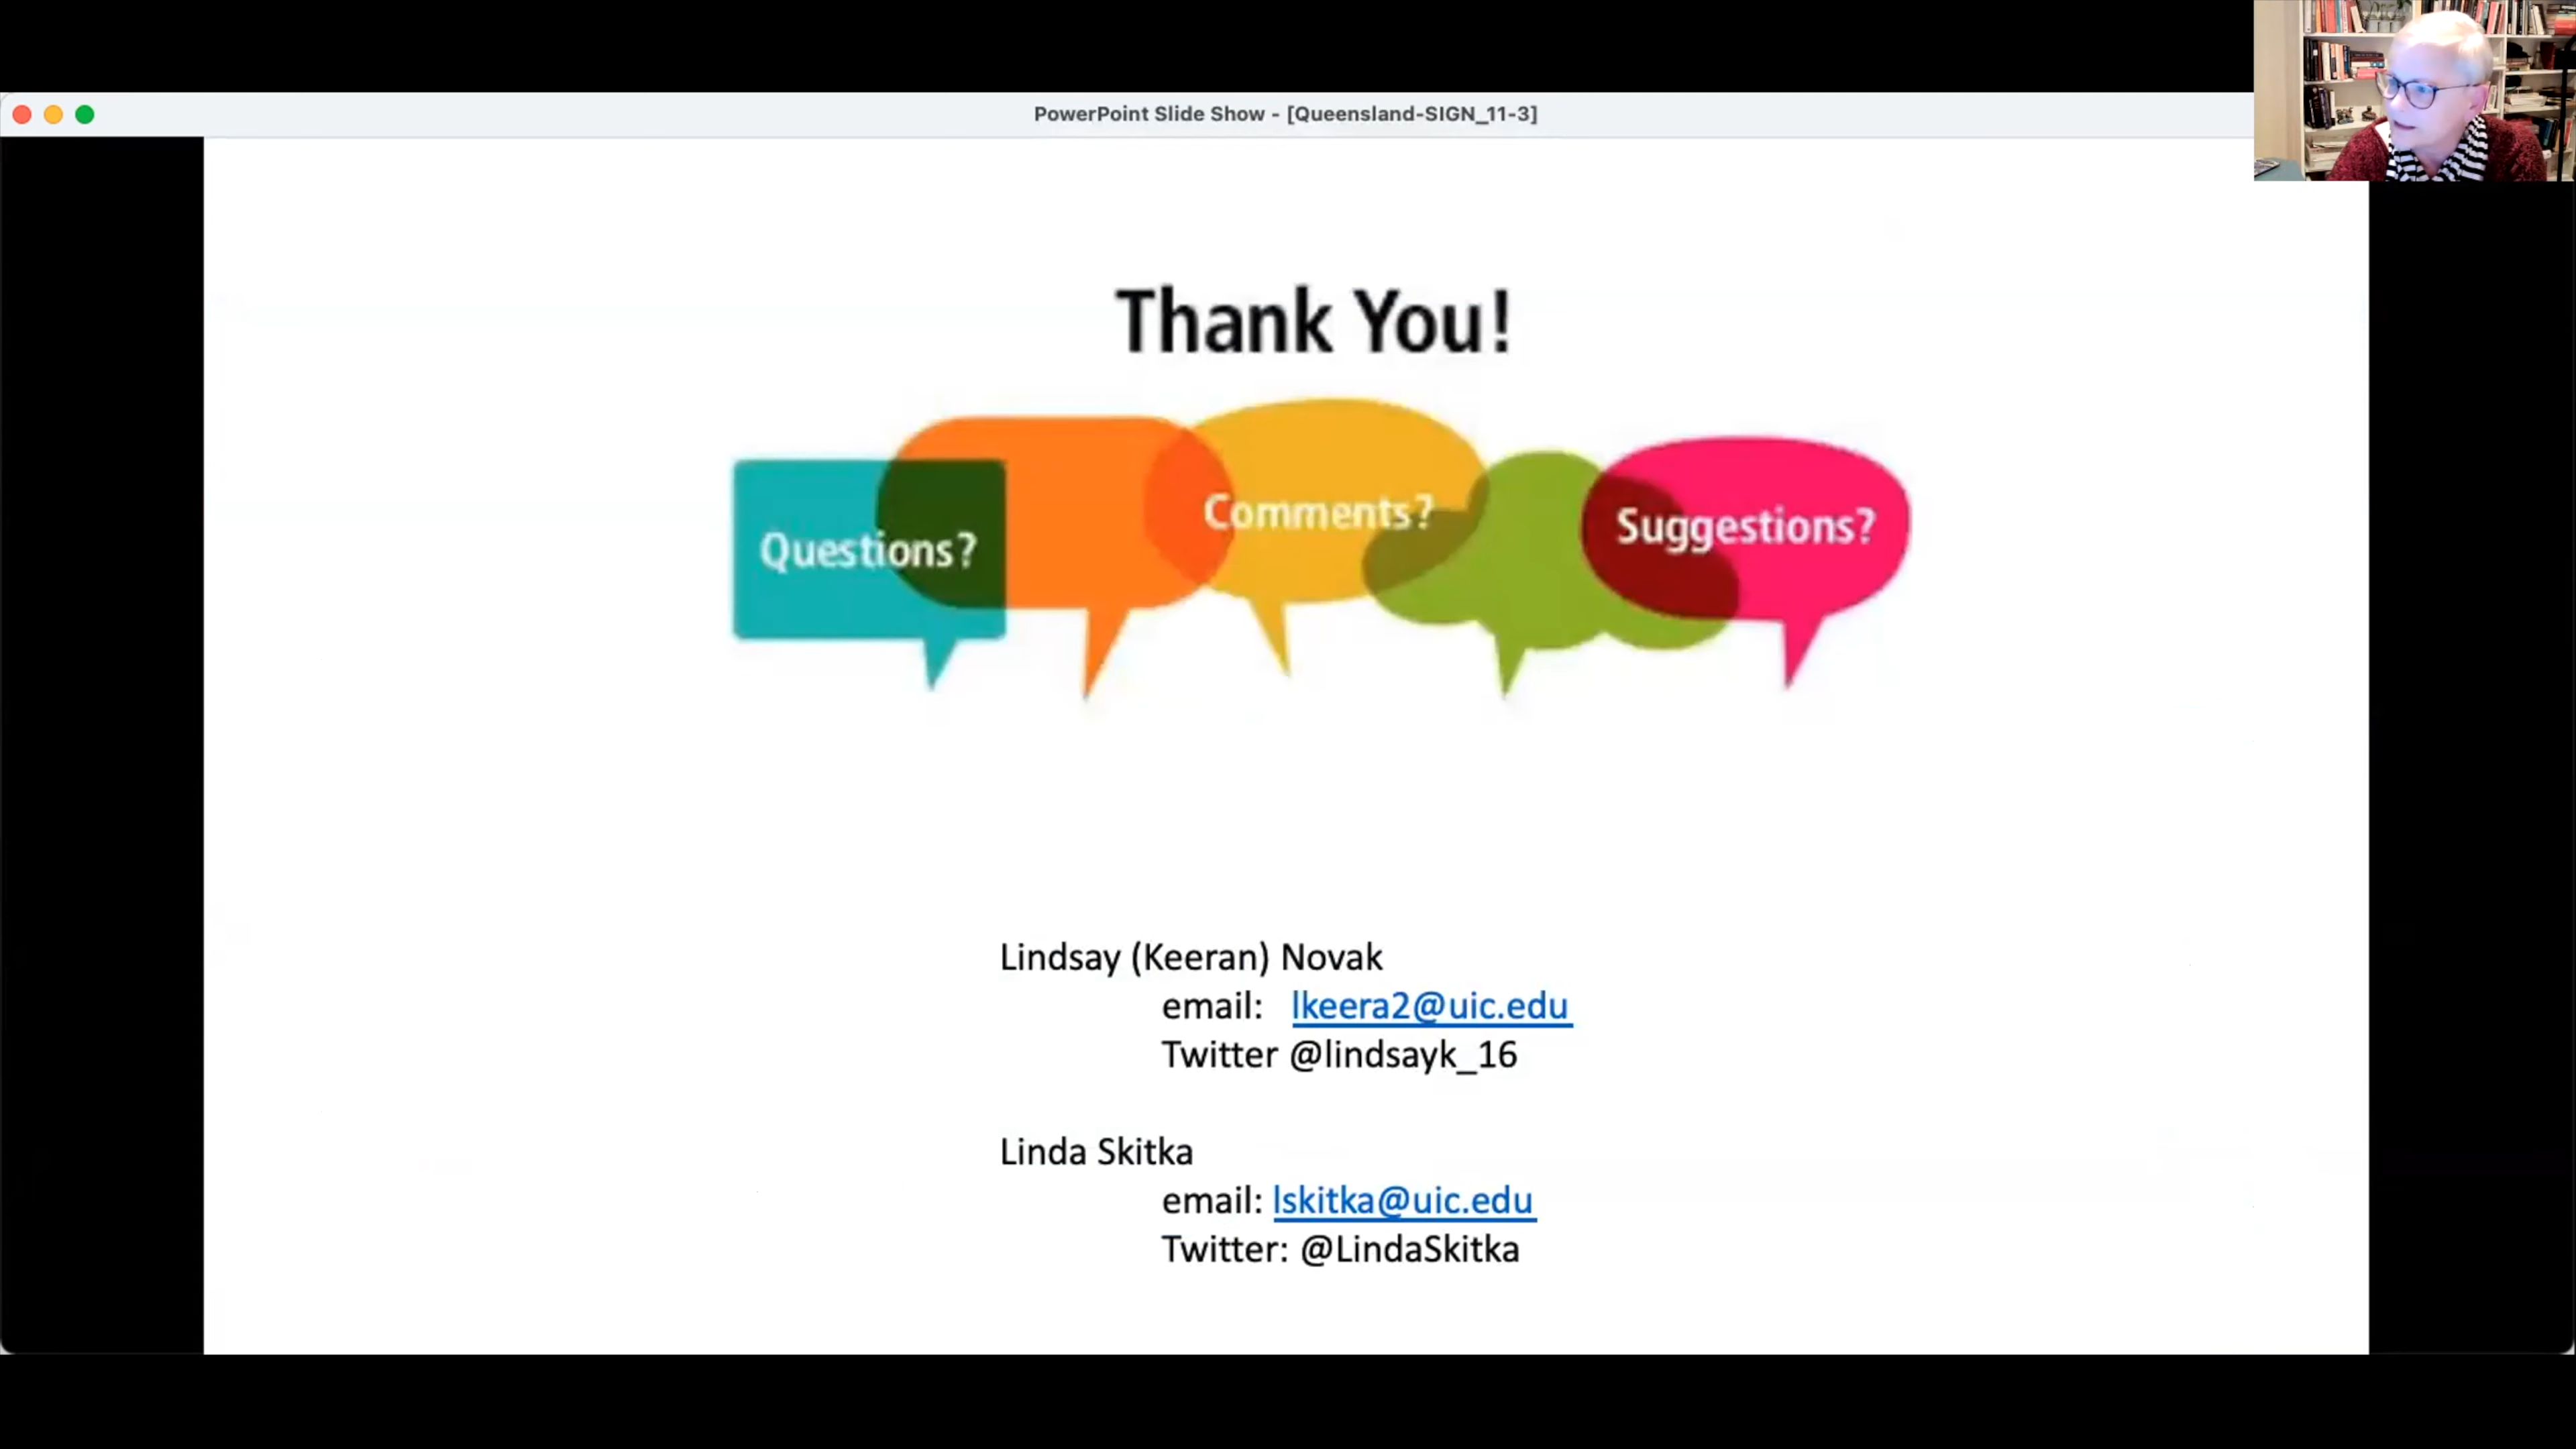 PowerPoint Slide Show - [Queensland-SIGN_11-3]
Thank You!
Questions?
Comments?
Suggestions?
Lindsay (Keeran) Novak
email: lkeera2@uic.edu
Twitter @lindsayk_16
Linda Skitka
email: lskitka@uic.edu
Twitter: @LindaSkitka